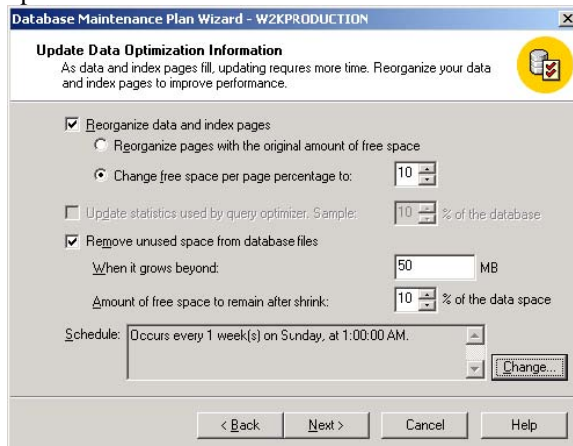 Database Maintenance Plan Wizard - W2KPRODUCTION
Update Data Optimization Information
As data and index pages fill, updating requres more time. Reorganize your data
and index pages to improve performance.
Reorganize data and index pages
Reorganize pages with the original amount of free space
Change free space per page percentage to: 10
Update statistics used by query optimizer. Sample: 10 % of the database
Remove unused space from database files
When it grows beyond: 50 MB
Amount of free space to remain after shrink: 10 % of the data space
Schedule: Occurs every 1 week(s) on Sunday, at 1:00:00 AM.
Change...
< Back Next > Cancel Help